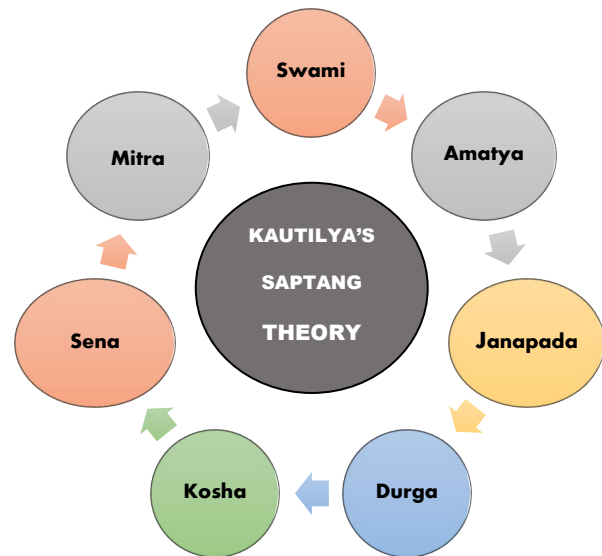 Swami
Amatya
Janapada
Durga
Kosha
Sena
Mitra
KAUTILYA'S
SAPTANG
THEORY